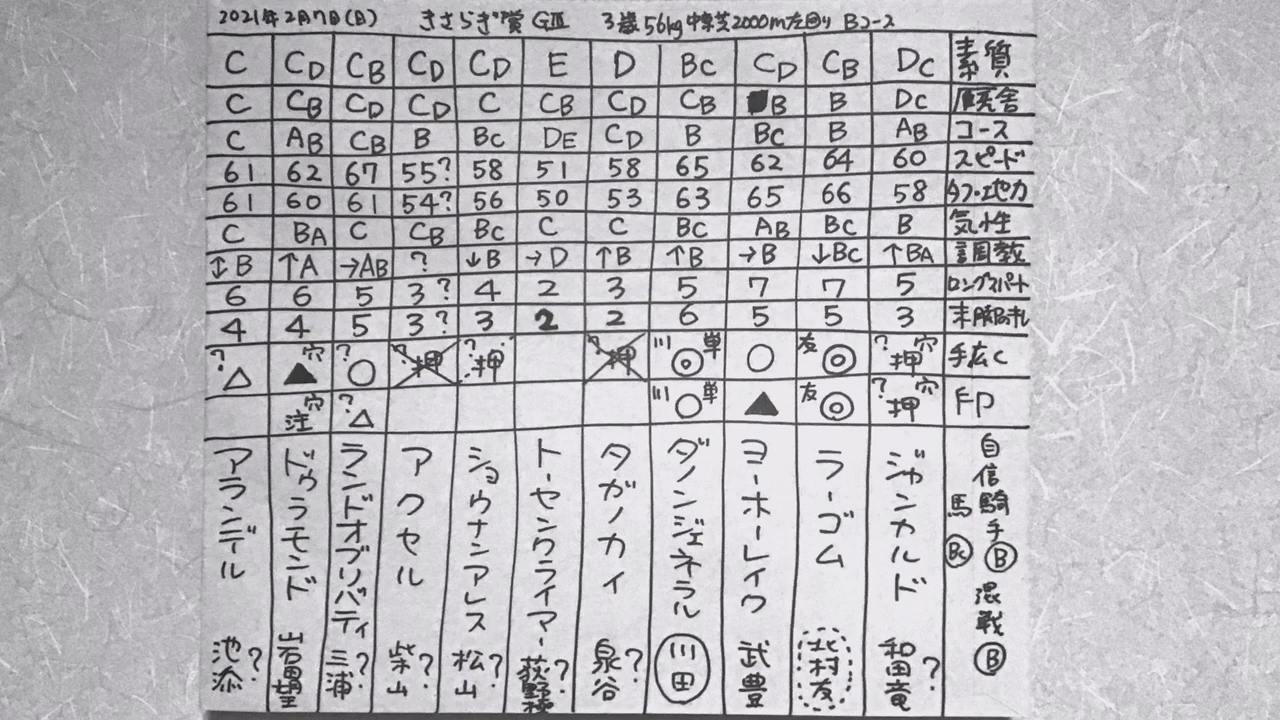 2021年2月7日(日) きさらぎ賞 GⅢ 3歳56kg 中京芝2000m左回り Bコース
C CD CB CD CD E D BC CD CB DC 素質
C CB CD CD C CB CD CB B B DC 厩舎
C AB CB B BC DE CD B BC B AB コース
61 62 67 55? 58 51 58 65 62 64 60 スピード
61 60 61 54? 56 50 53 63 65 66 58 タフ・地力
C BA C CB BC C C BC AB BC B 気性
↕B ↑A →AB ? ↓B →D ↑B ↑B →B ↓BC ↑BA 調教
6 6 5 3? 4 2 3 5 7 7 5 ロングスパート
4 4 5 3? 3 2 2 6 5 5 3 末脚キレ
?△ ▲穴 ?○ ?押 ?押 ?押 川◎単 ○ 友◎ ?押穴 手広C
注穴 ?△ 川○単 ▲ 友◎ ?押穴 FP
アランデール 池添?
ドゥラモンド 岩田望
ランドオブリバティ 三浦?
アクセル 柴山?
ショウナンアレス 松山
トーセンクライマー 荻野極?
タガノカイ 泉谷?
ダノンジェネラル 川田
ヨーホーレイク 武豊
ラーゴム 北村友
ジャンカルド 和田竜?
自信騎手B
馬BC
混戦B